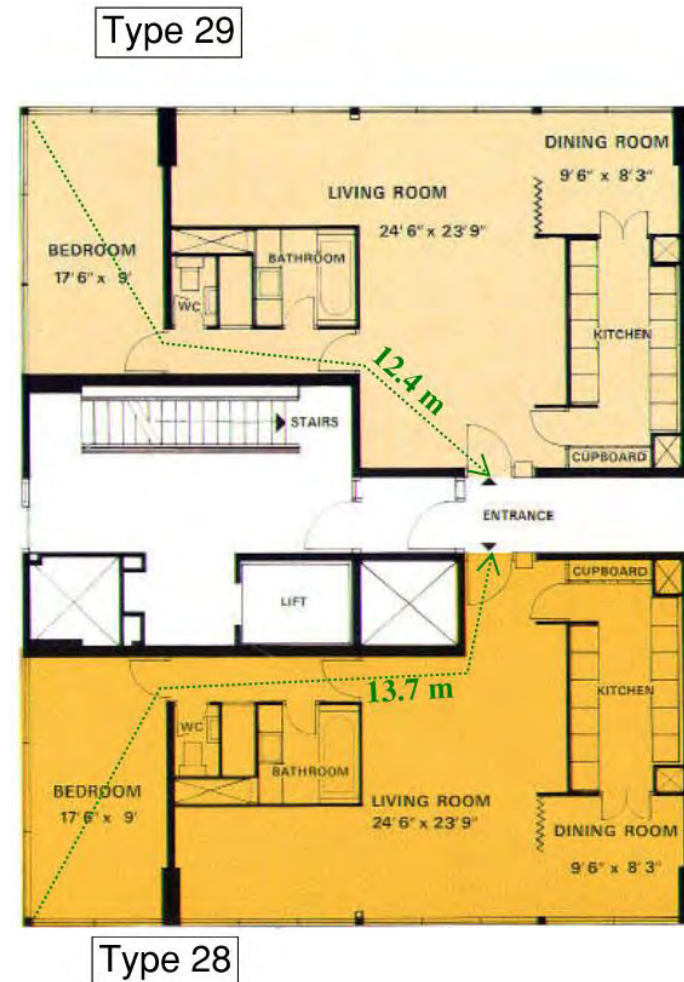 Type 29
DINING ROOM
9' 6" x 8' 3"
LIVING ROOM
24' 6" x 23' 9"
BEDROOM
17' 6" x 9'
BATHROOM
WC
KITCHEN
12.4 m
STAIRS
CUPBOARD
ENTRANCE
CUPBOARD
LIFT
13.7 m
KITCHEN
WC
BATHROOM
BEDROOM
17' 6" x 9'
LIVING ROOM
24' 6" x 23' 9"
DINING ROOM
9' 6" x 8' 3"
Type 28